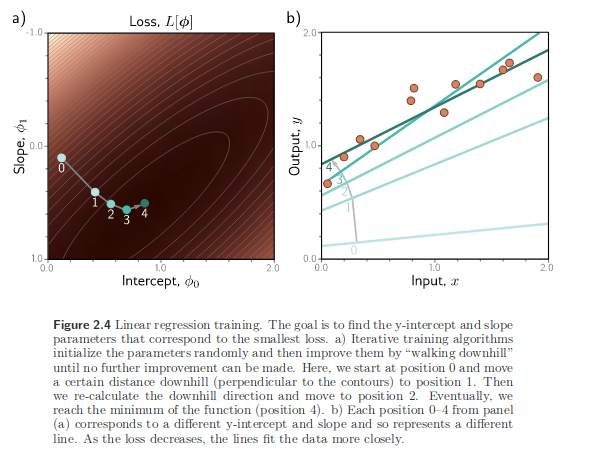 a)
Loss, L[ϕ]
-1.0
0.0
1.0
Slope, ϕ₁
0
1
2
3
4
0.0
1.0
2.0
Intercept, ϕ₀
b)
2.0
1.0
0.0
Output, y
4
3
2
1
0
0.0
1.0
2.0
Input, x
Figure 2.4 Linear regression training. The goal is to find the y-intercept and slope
parameters that correspond to the smallest loss. a) Iterative training algorithms
initialize the parameters randomly and then improve them by “walking downhill”
until no further improvement can be made. Here, we start at position 0 and move
a certain distance downhill (perpendicular to the contours) to position 1. Then
we re-calculate the downhill direction and move to position 2. Eventually, we
reach the minimum of the function (position 4). b) Each position 0–4 from panel
(a) corresponds to a different y-intercept and slope and so represents a different
line. As the loss decreases, the lines fit the data more closely.